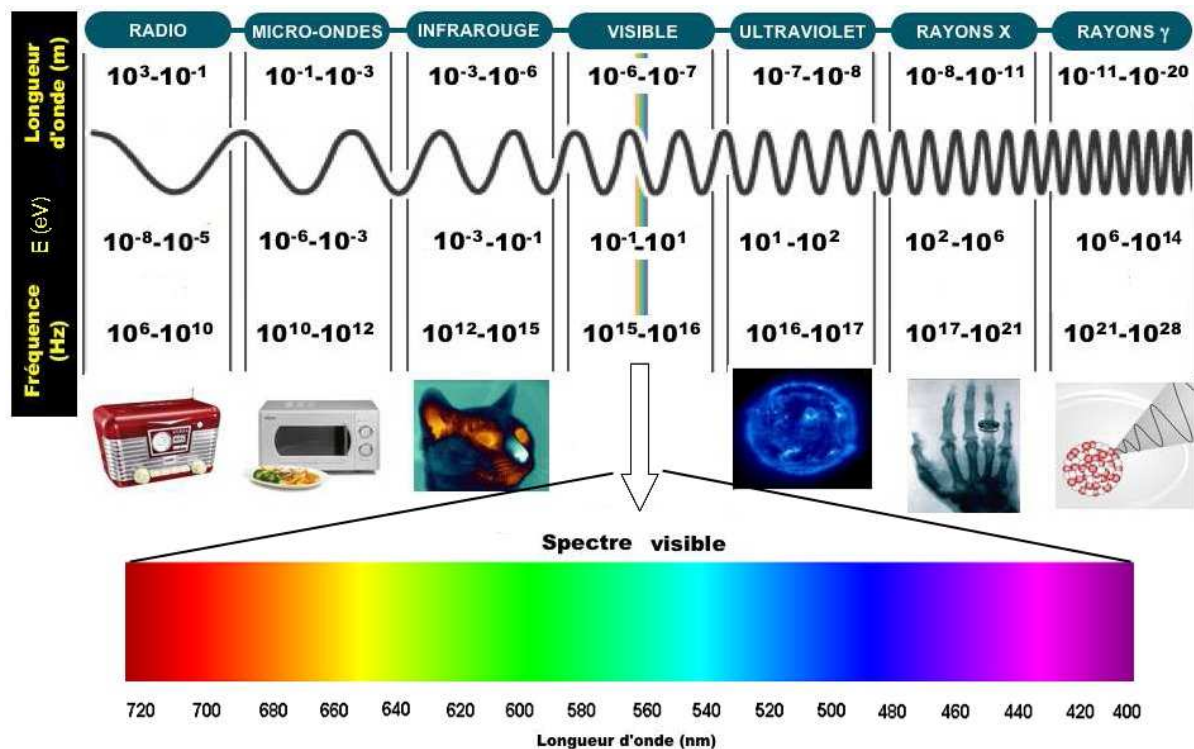 RADIO MICRO-ONDES INFRAROUGE VISIBLE ULTRAVIOLET RAYONS X RAYONS γ
Longueur
d'onde (m)
10³-10⁻¹ 10⁻¹-10⁻³ 10⁻³-10⁻⁶ 10⁻⁶-10⁻⁷ 10⁻⁷-10⁻⁸ 10⁻⁸-10⁻¹¹ 10⁻¹¹-10⁻²⁰
E (eV)
10⁻⁸-10⁻⁵ 10⁻⁶-10⁻³ 10⁻³-10⁻¹ 10⁻¹-10¹ 10¹-10² 10²-10⁶ 10⁶-10¹⁴
Fréquence
(Hz)
10⁶-10¹⁰ 10¹⁰-10¹² 10¹²-10¹⁵ 10¹⁵-10¹⁶ 10¹⁶-10¹⁷ 10¹⁷-10²¹ 10²¹-10²⁸
Spectre visible
720 700 680 660 640 620 600 580 560 540 520 500 480 460 440 420 400
Longueur d'onde (nm)